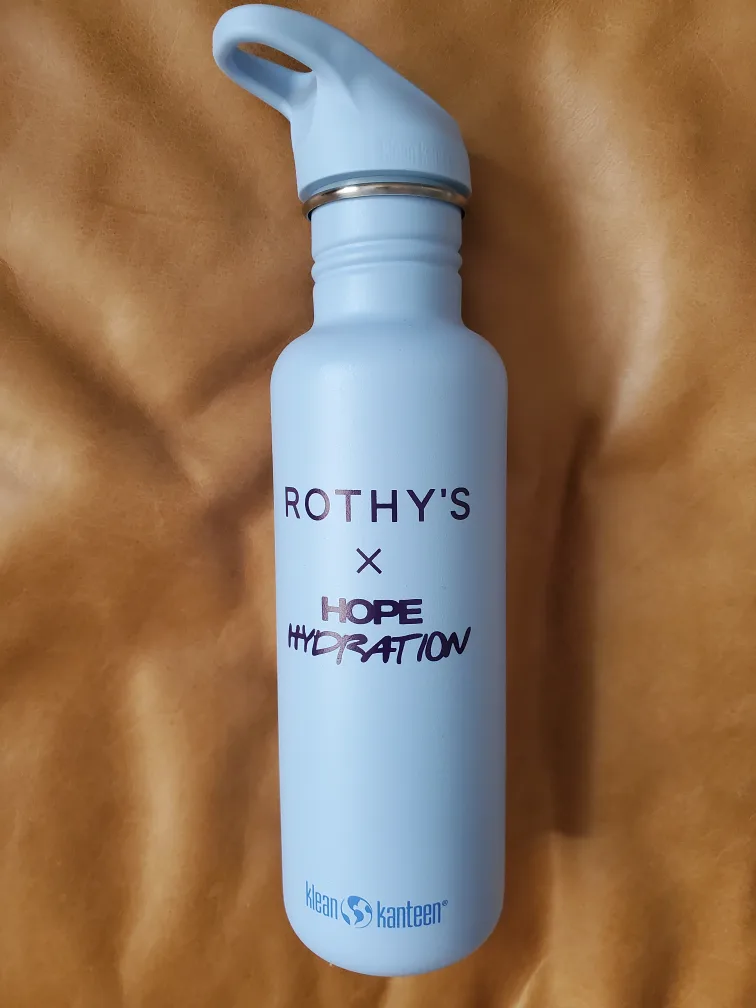 ROTHY'S
×
HOPE
HYDRATION
klean kanteen®